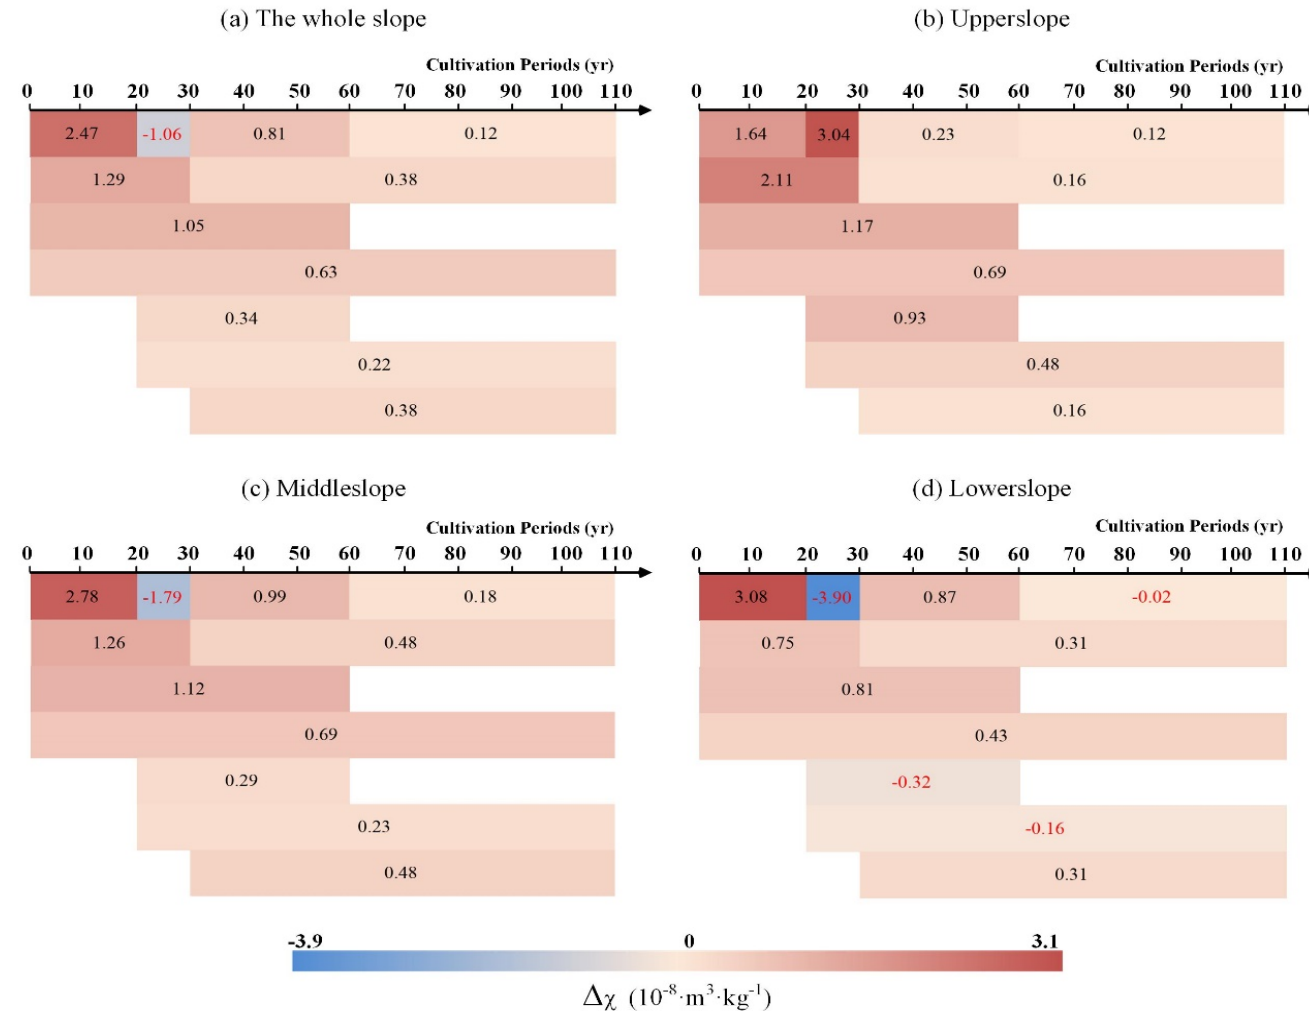 (a) The whole slope
Cultivation Periods (yr)
0 10 20 30 40 50 60 70 80 90 100 110
2.47 -1.06 0.81 0.12
1.29 0.38
1.05
0.63
0.34
0.22
0.38
(b) Upperslope
Cultivation Periods (yr)
0 10 20 30 40 50 60 70 80 90 100 110
1.64 3.04 0.23 0.12
2.11 0.16
1.17
0.69
0.93
0.48
0.16
(c) Middleslope
Cultivation Periods (yr)
0 10 20 30 40 50 60 70 80 90 100 110
2.78 -1.79 0.99 0.18
1.26 0.48
1.12
0.69
0.29
0.23
0.48
(d) Lowerslope
Cultivation Periods (yr)
0 10 20 30 40 50 60 70 80 90 100 110
3.08 -3.90 0.87 -0.02
0.75 0.31
0.81
0.43
-0.32
-0.16
0.31
-3.9 0 3.1
Δχ (10⁻⁸·m³·kg⁻¹)